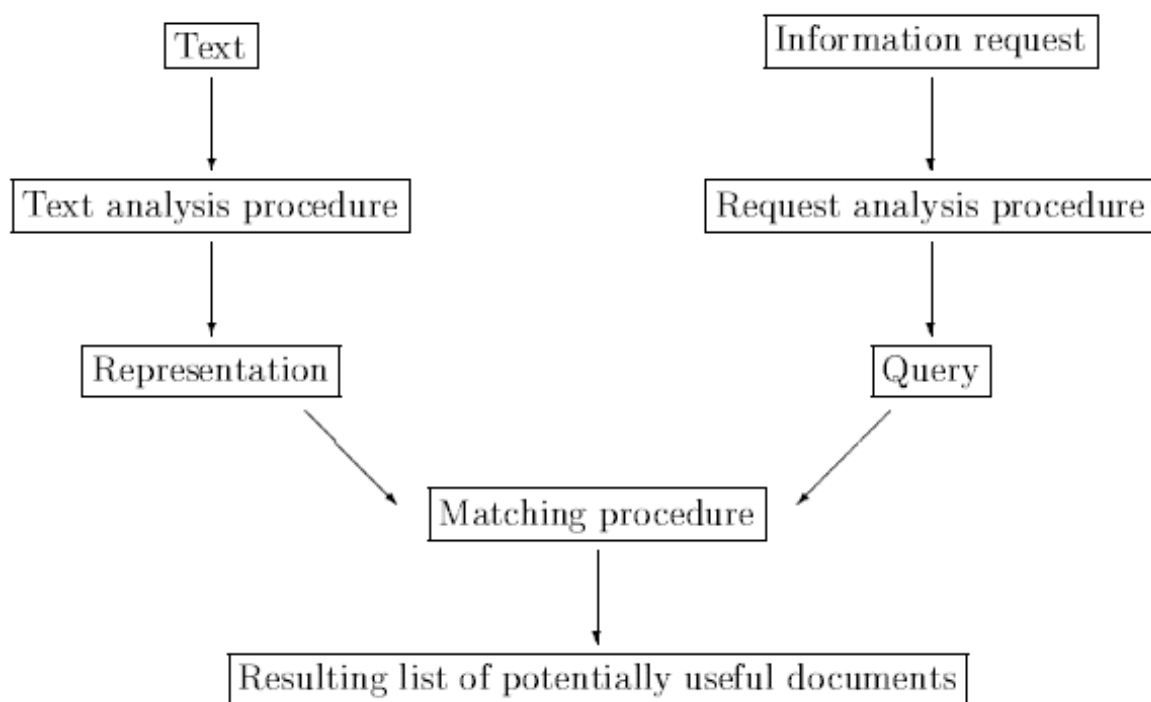 Text
Information request
Text analysis procedure
Request analysis procedure
Representation
Query
Matching procedure
Resulting list of potentially useful documents